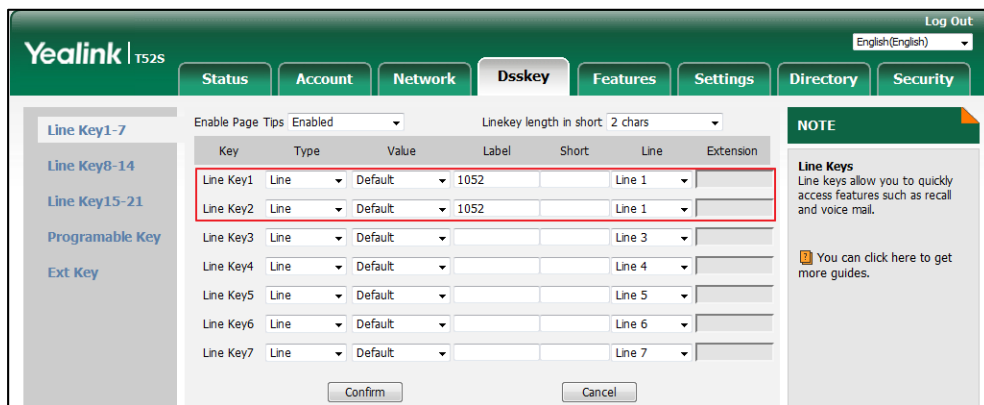 Log Out
Yealink | T52S
English(English)
Status Account Network Dsskey Features Settings Directory Security
Line Key1-7
Line Key8-14
Line Key15-21
Programable Key
Ext Key
Enable Page Tips Enabled Linekey length in short 2 chars
Key Type Value Label Short Line Extension
Line Key1 Line Default 1052 Line 1
Line Key2 Line Default 1052 Line 1
Line Key3 Line Default Line 3
Line Key4 Line Default Line 4
Line Key5 Line Default Line 5
Line Key6 Line Default Line 6
Line Key7 Line Default Line 7
Confirm Cancel
NOTE
Line Keys
Line keys allow you to quickly
access features such as recall
and voice mail.
You can click here to get
more guides.